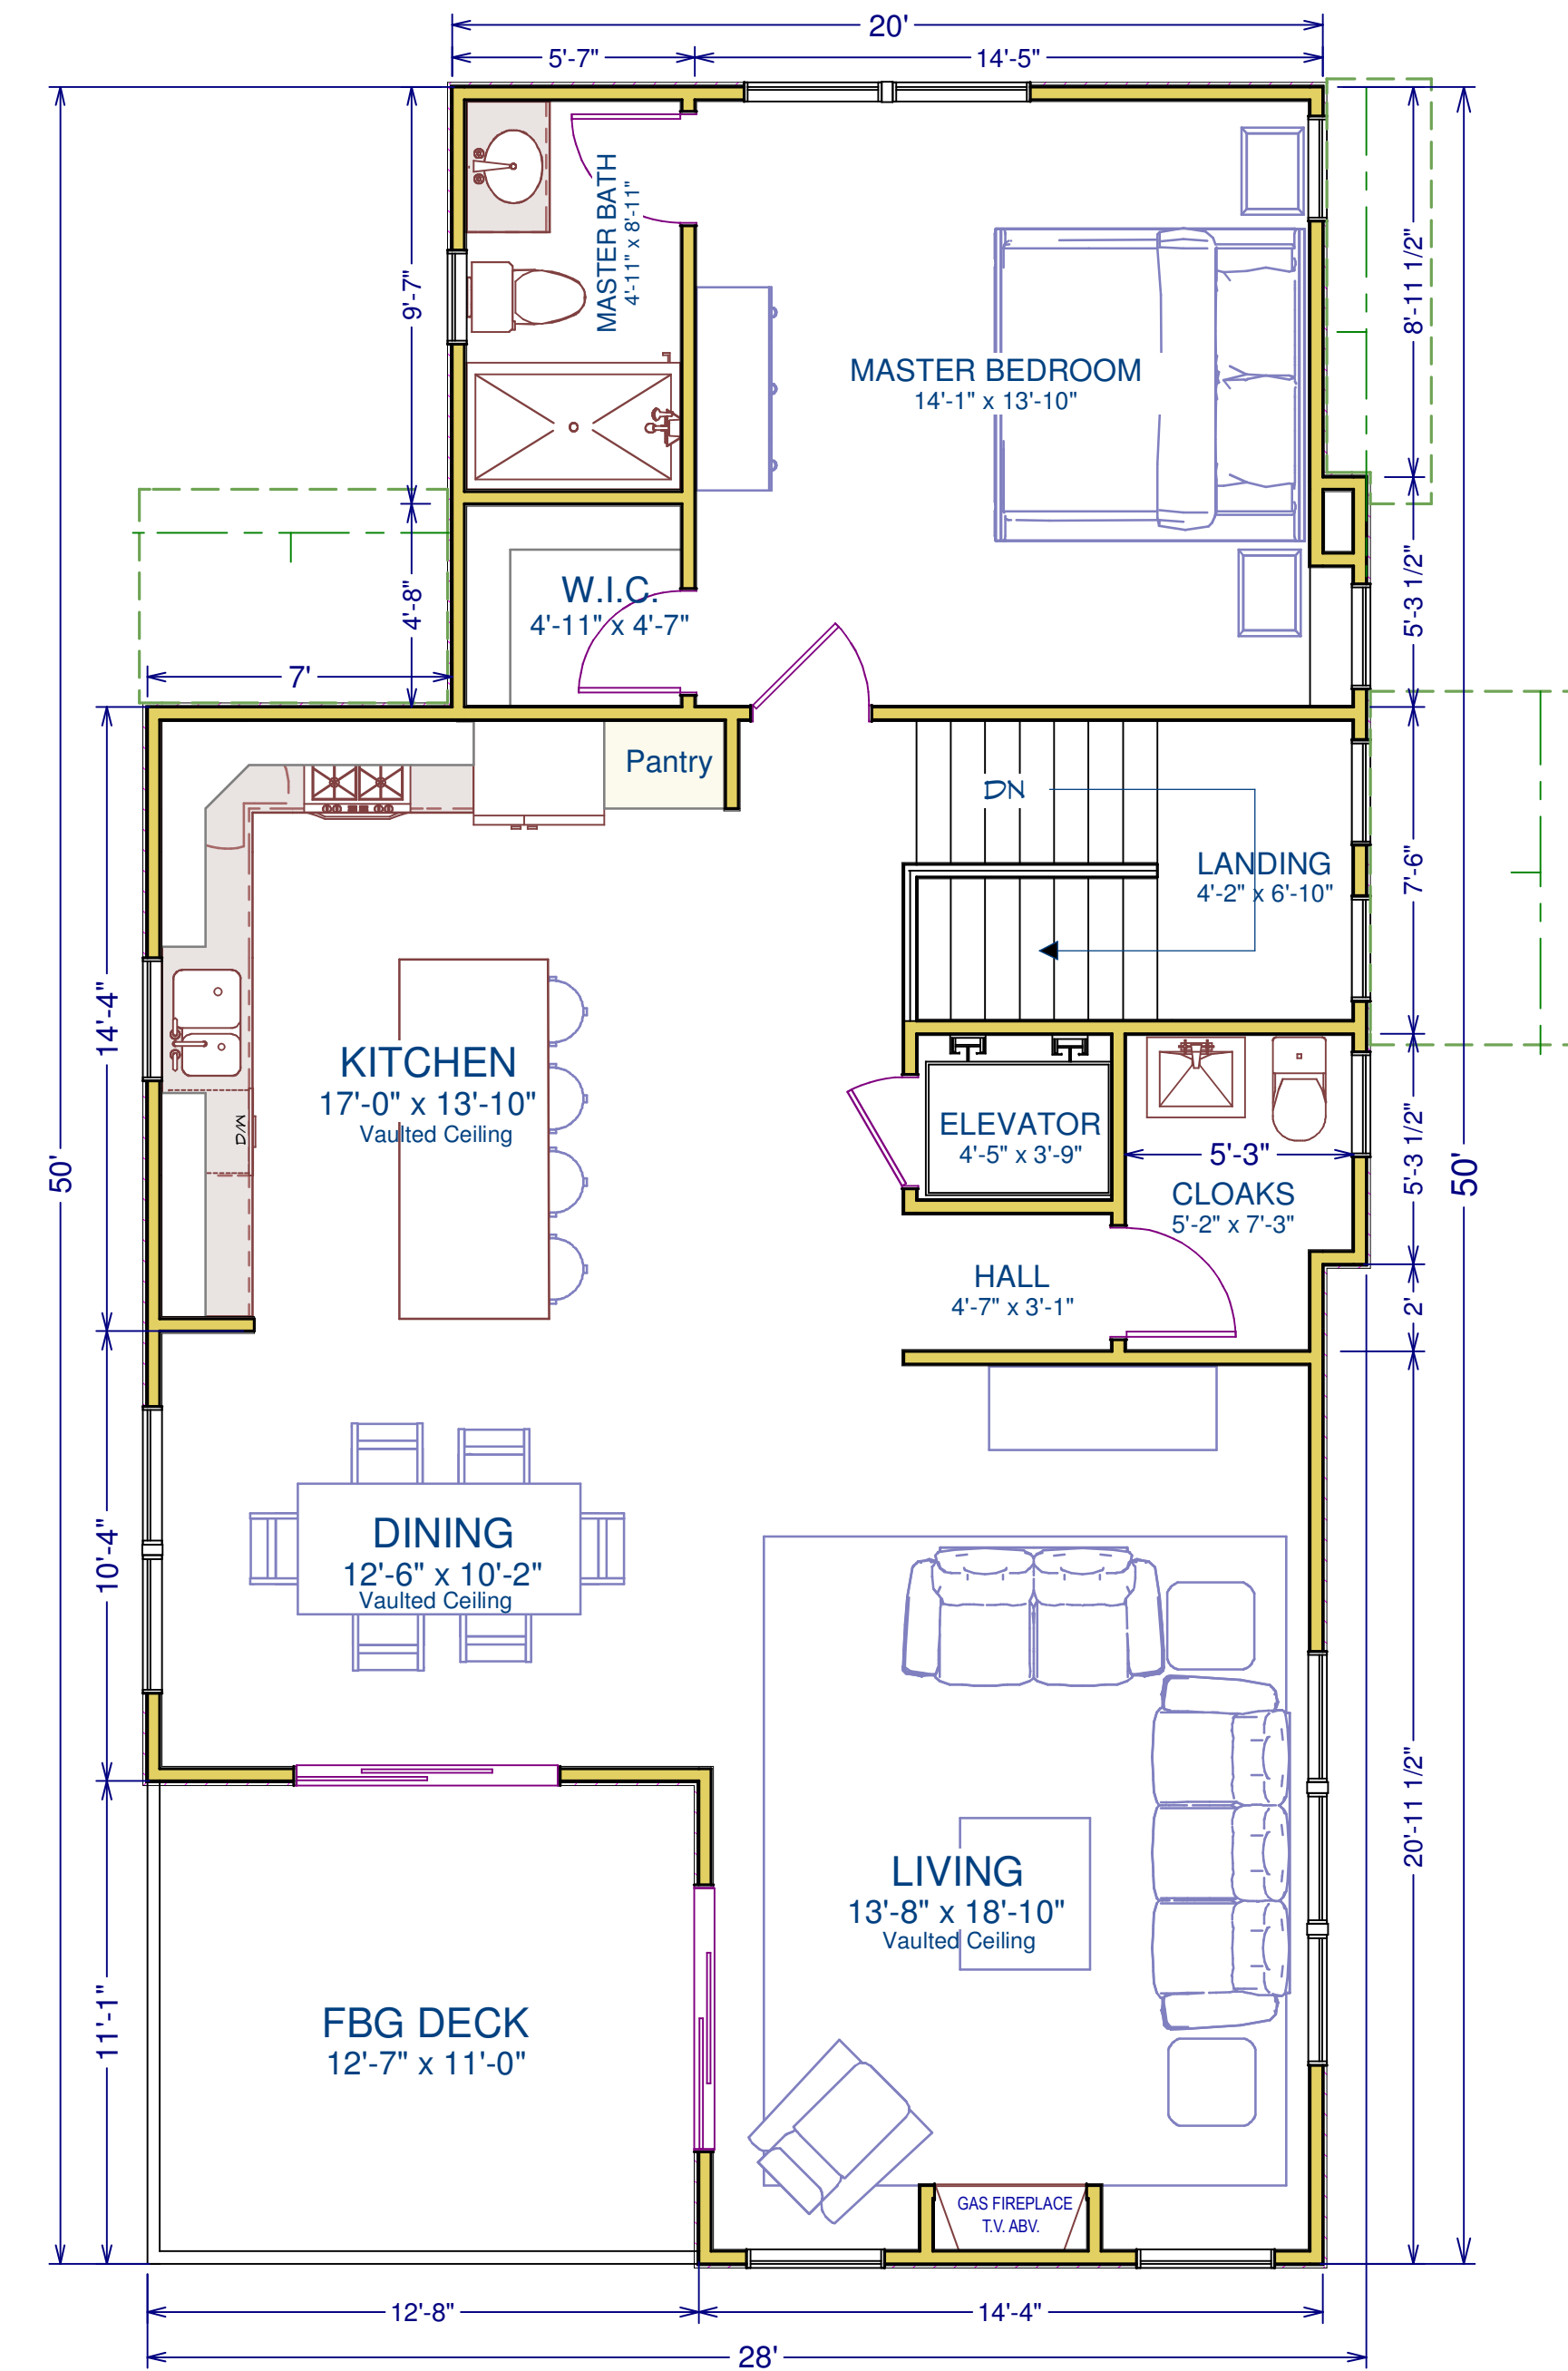 20'
5'-7"
14'-5"
MASTER BATH
4'-11" x 8'-11"
9'-7"
8'-11 1/2"
MASTER BEDROOM
14'-1" x 13'-10"
W.I.C.
4'-11" x 4'-7"
4'-8"
5'-3 1/2"
7'
Pantry
DN
LANDING
4'-2" x 6'-10"
7'-6"
14'-4"
KITCHEN
17'-0" x 13'-10"
Vaulted Ceiling
D/W
ELEVATOR
4'-5" x 3'-9"
5'-3"
CLOAKS
5'-2" x 7'-3"
5'-3 1/2"
50'
50'
HALL
4'-7" x 3'-1"
2'
DINING
12'-6" x 10'-2"
Vaulted Ceiling
10'-4"
20'-11 1/2"
LIVING
13'-8" x 18'-10"
Vaulted Ceiling
FBG DECK
12'-7" x 11'-0"
11'-1"
GAS FIREPLACE
T.V. ABV.
12'-8"
14'-4"
28'